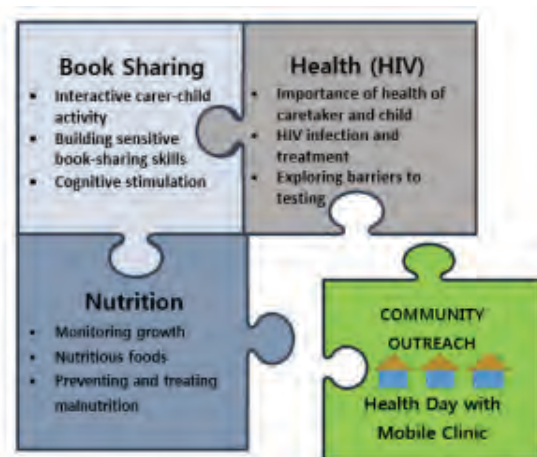 Book Sharing
• Interactive carer-child
activity
• Building sensitive
book-sharing skills
• Cognitive stimulation
Health (HIV)
• Importance of health of
caretaker and child
• HIV infection and
treatment
• Exploring barriers to
testing
Nutrition
• Monitoring growth
• Nutritious foods
• Preventing and treating
malnutrition
COMMUNITY
OUTREACH
Health Day with
Mobile Clinic